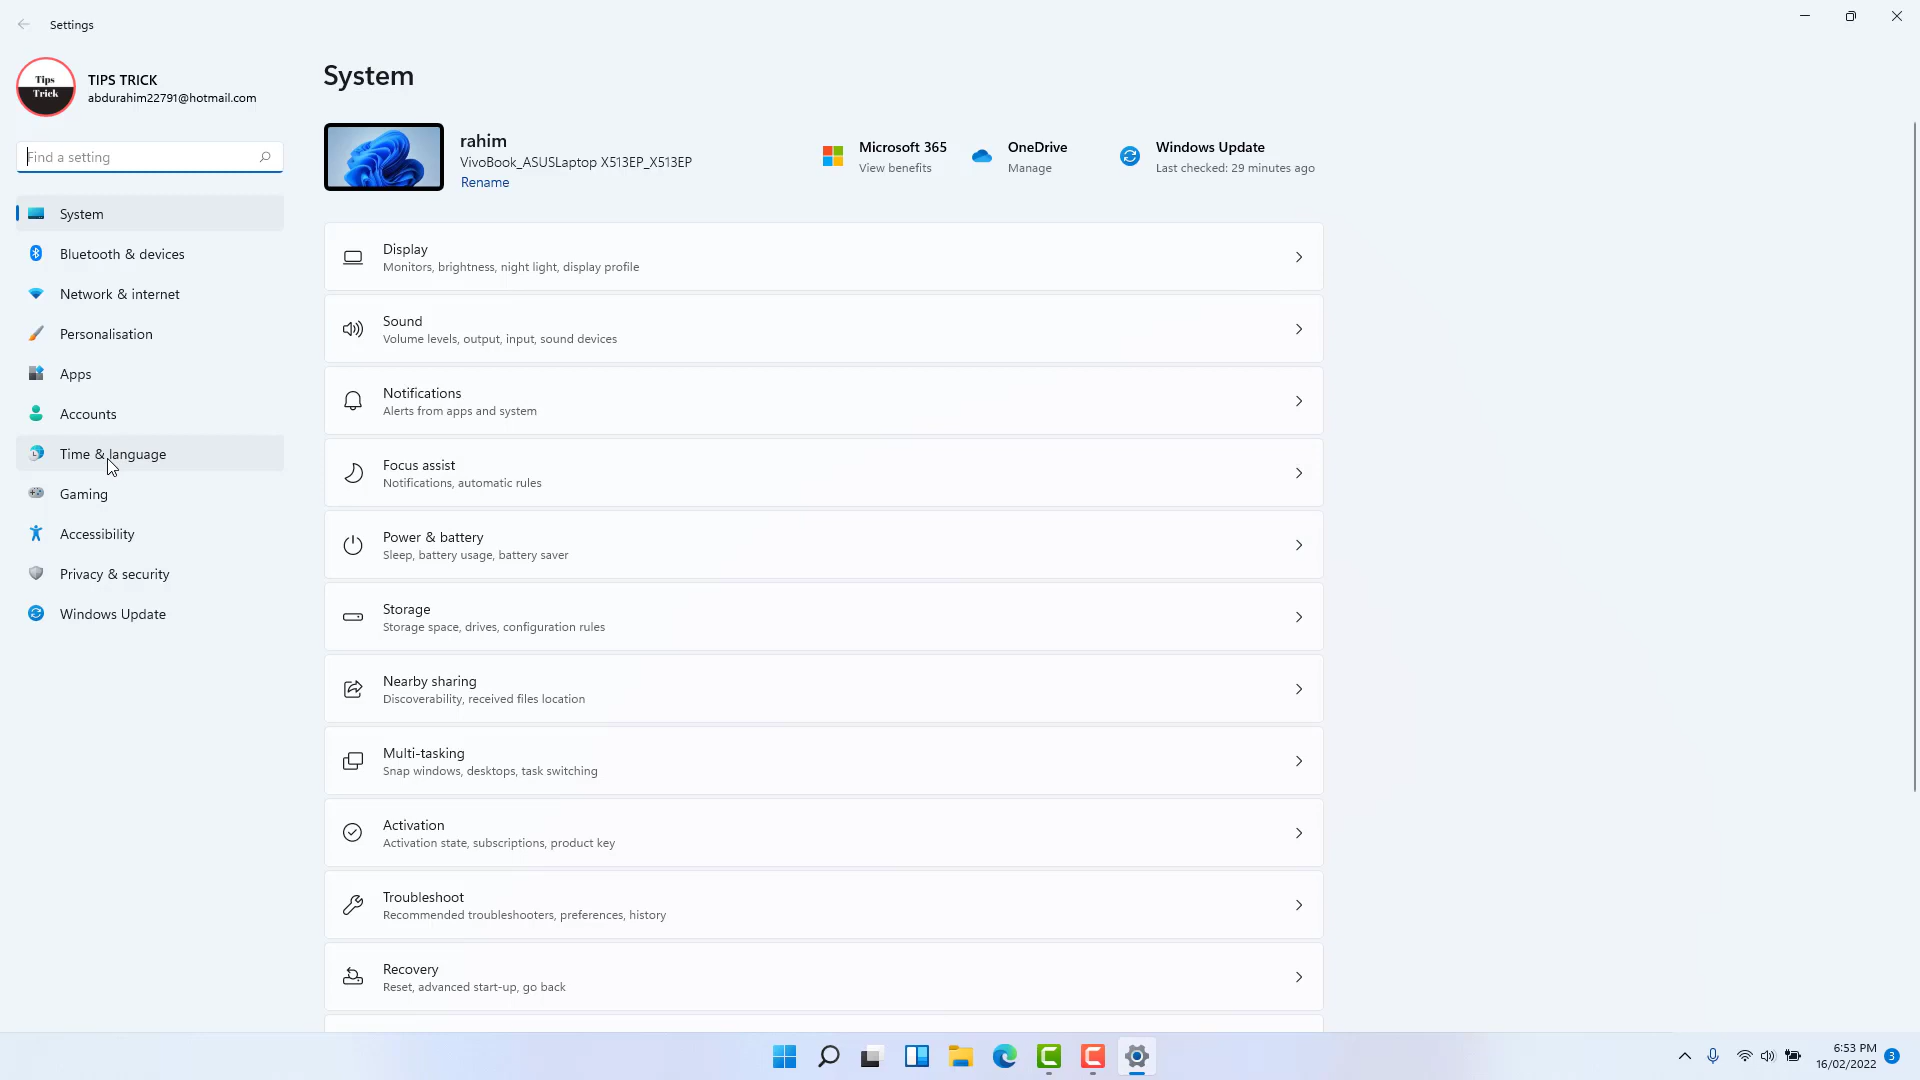 Settings
Tips
Trick
TIPS TRICK
abdurahim22791@hotmail.com
Find a setting
System
Bluetooth & devices
Network & internet
Personalisation
Apps
Accounts
Time & language
Gaming
Accessibility
Privacy & security
Windows Update
System
rahim
VivoBook_ASUSLaptop X513EP_X513EP
Rename
Microsoft 365
View benefits
OneDrive
Manage
Windows Update
Last checked: 29 minutes ago
Display
Monitors, brightness, night light, display profile
Sound
Volume levels, output, input, sound devices
Notifications
Alerts from apps and system
Focus assist
Notifications, automatic rules
Power & battery
Sleep, battery usage, battery saver
Storage
Storage space, drives, configuration rules
Nearby sharing
Discoverability, received files location
Multi-tasking
Snap windows, desktops, task switching
Activation
Activation state, subscriptions, product key
Troubleshoot
Recommended troubleshooters, preferences, history
Recovery
Reset, advanced start-up, go back
6:53 PM
16/02/2022
3